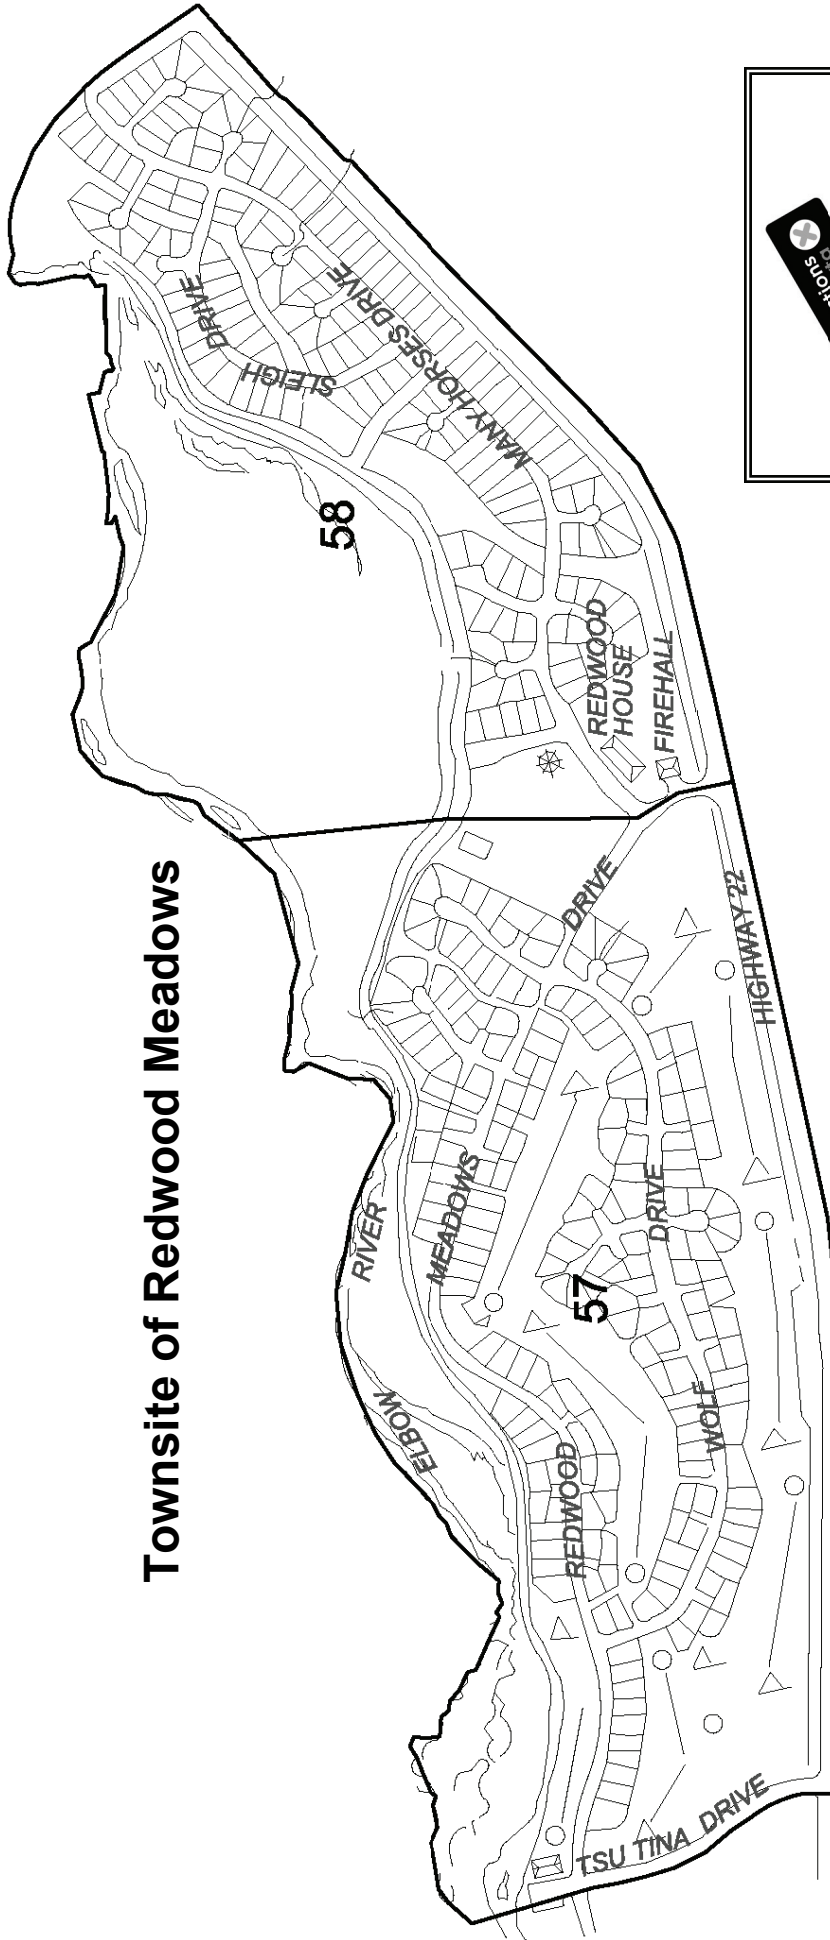 Townsite of Redwood Meadows
58
57
SLEIGH
DRIVE
MANY HORSES DRIVE
REDWOOD
HOUSE
FIREHALL
DRIVE
HIGHWAY 22
MEADOWS
RIVER
ELBOW
DRIVE
WOLF
REDWOOD
TSU TINA DRIVE
tions